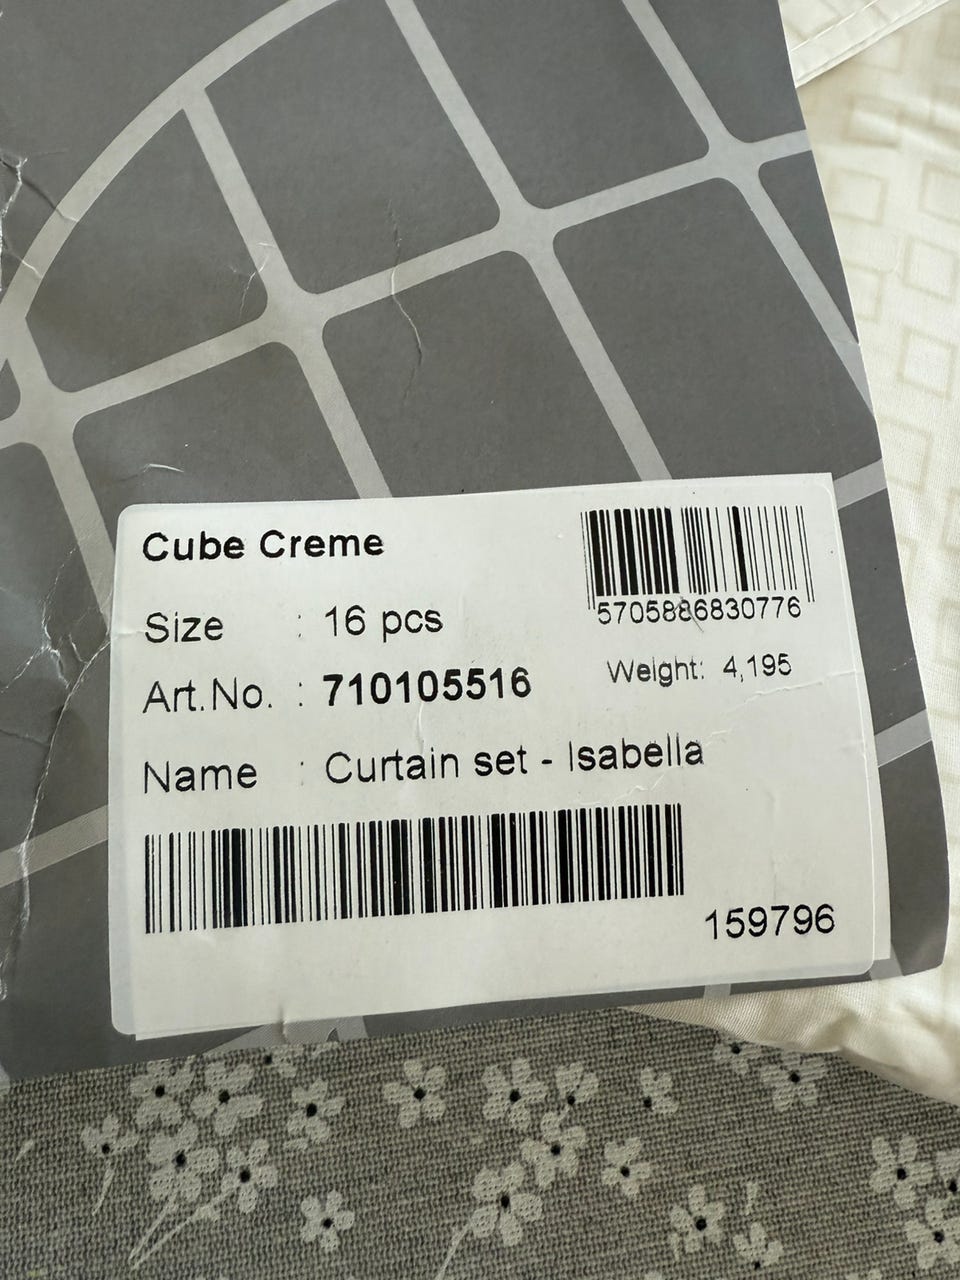 Cube Creme
5705886830776
Size : 16 pcs
Weight: 4,195
Art.No. : 710105516
Name : Curtain set - Isabella
159796